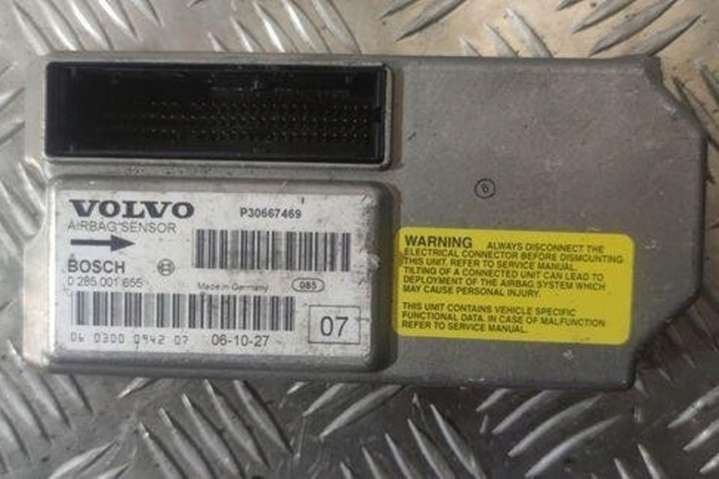 VOLVO
P30667469
AIRBAG SENSOR
BOSCH
0 285 001 655
Made in Germany
085
06 0300 0942 07
06-10-27
07
B
WARNING ALWAYS DISCONNECT THE
ELECTRICAL CONNECTOR BEFORE DISMOUNTING
THIS UNIT. REFER TO SERVICE MANUAL.
TILTING OF A CONNECTED UNIT CAN LEAD TO
DEPLOYMENT OF THE AIRBAG SYSTEM WHICH
MAY CAUSE PERSONAL INJURY.
THIS UNIT CONTAINS VEHICLE SPECIFIC
FUNCTIONAL DATA. IN CASE OF MALFUNCTION
REFER TO SERVICE MANUAL.